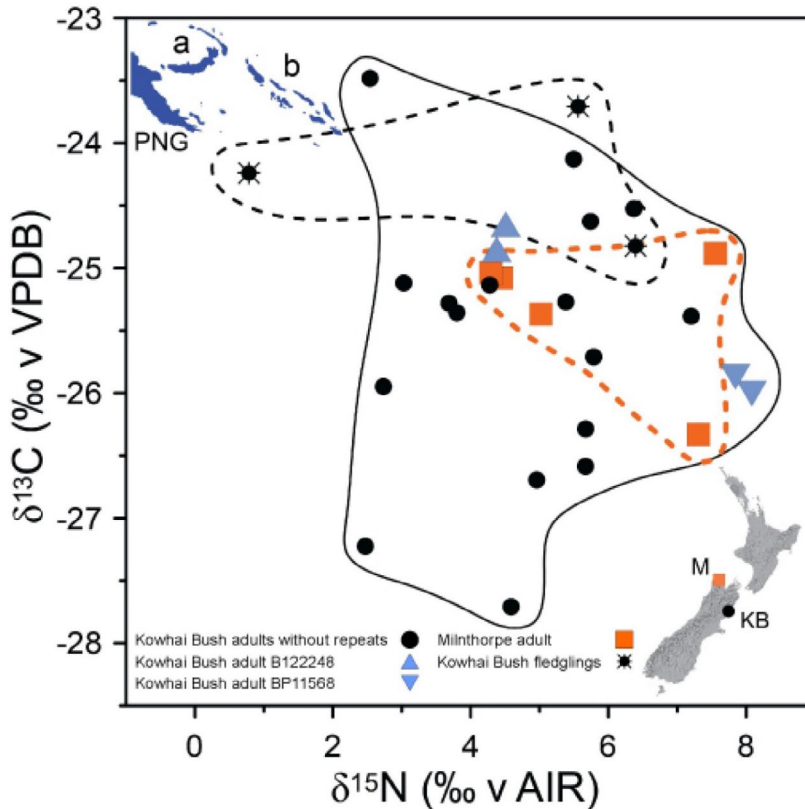 -23
-24
-25
-26
-27
-28
δ13C (‰ v VPDB)
a
b
PNG
M
KB
Kowhai Bush adults without repeats
Milnthorpe adult
Kowhai Bush adult B122248
Kowhai Bush fledglings
Kowhai Bush adult BP11568
0 2 4 6 8
δ15N (‰ v AIR)